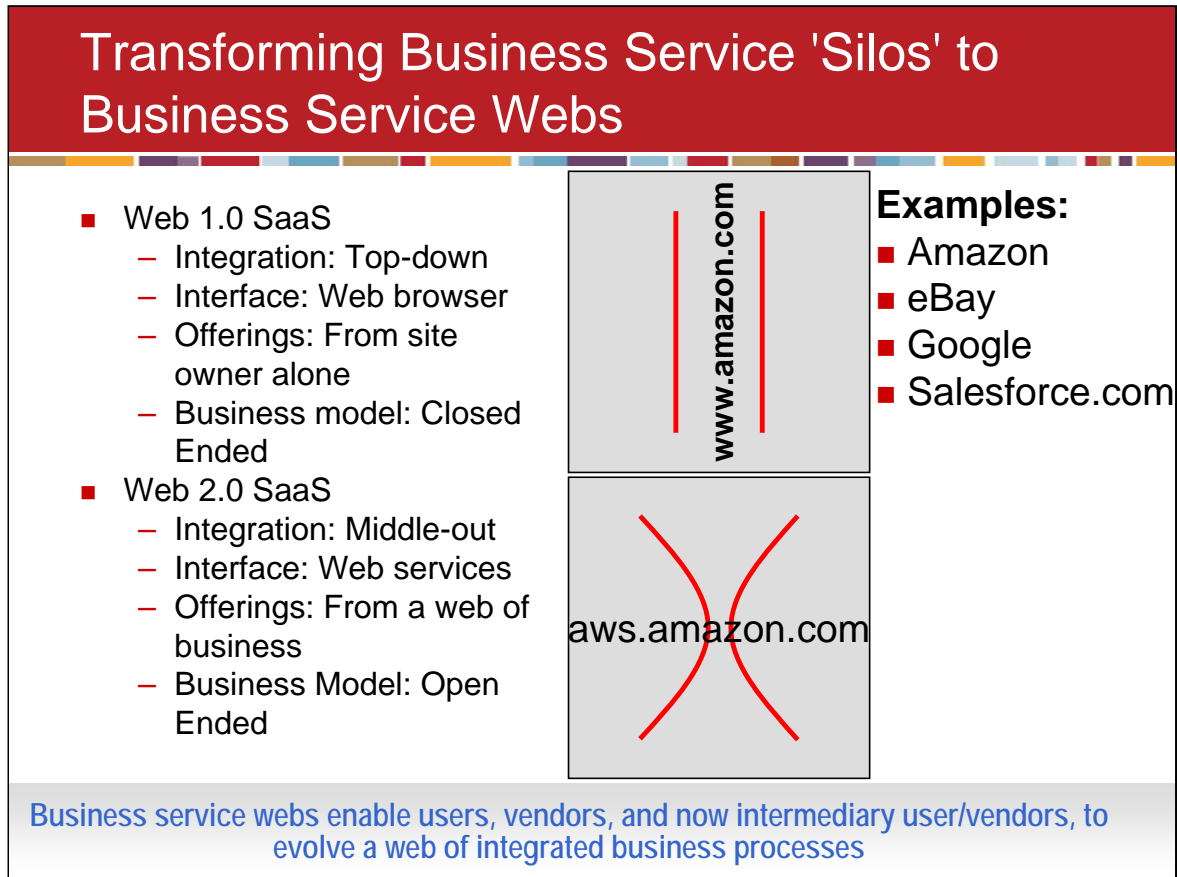 Transforming Business Service 'Silos' to
Business Service Webs
■ Web 1.0 SaaS
– Integration: Top-down
– Interface: Web browser
– Offerings: From site
owner alone
– Business model: Closed
Ended
■ Web 2.0 SaaS
– Integration: Middle-out
– Interface: Web services
– Offerings: From a web of
business
– Business Model: Open
Ended
www.amazon.com
aws.amazon.com
Examples:
■ Amazon
■ eBay
■ Google
■ Salesforce.com
Business service webs enable users, vendors, and now intermediary user/vendors, to
evolve a web of integrated business processes